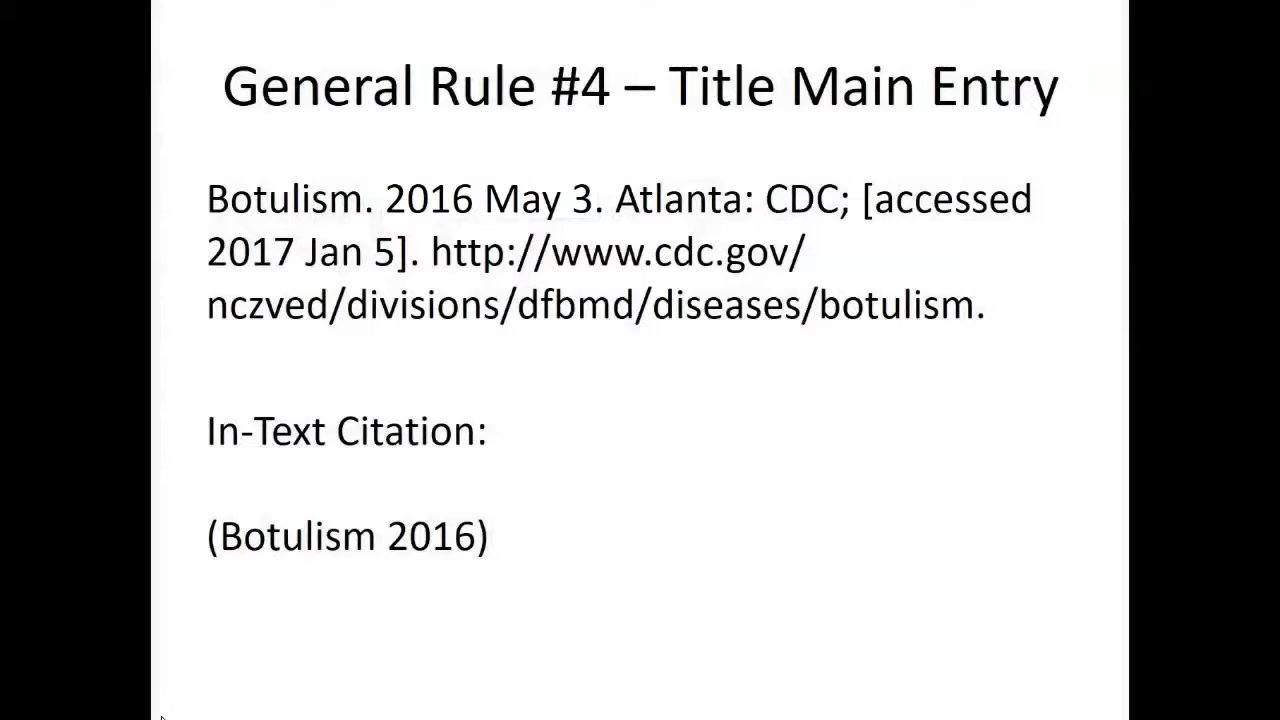 General Rule #4 – Title Main Entry
Botulism. 2016 May 3. Atlanta: CDC; [accessed
2017 Jan 5]. http://www.cdc.gov/
nczved/divisions/dfbmd/diseases/botulism.
In-Text Citation:
(Botulism 2016)